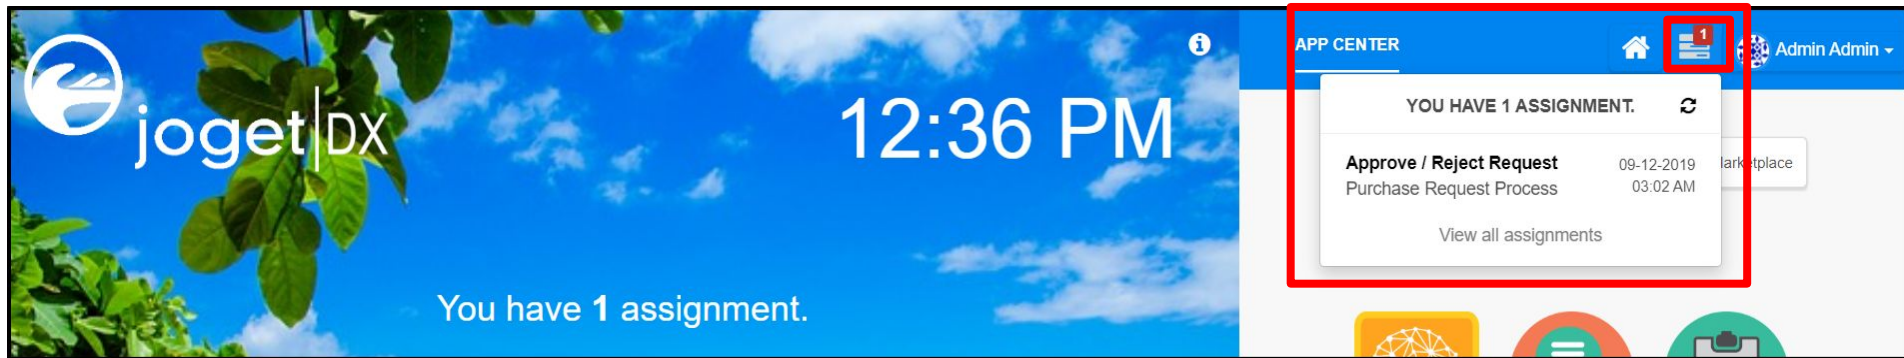 joget DX
12:36 PM
You have 1 assignment.
APP CENTER
1
Admin Admin
YOU HAVE 1 ASSIGNMENT.
Approve / Reject Request
09-12-2019
Purchase Request Process
03:02 AM
View all assignments